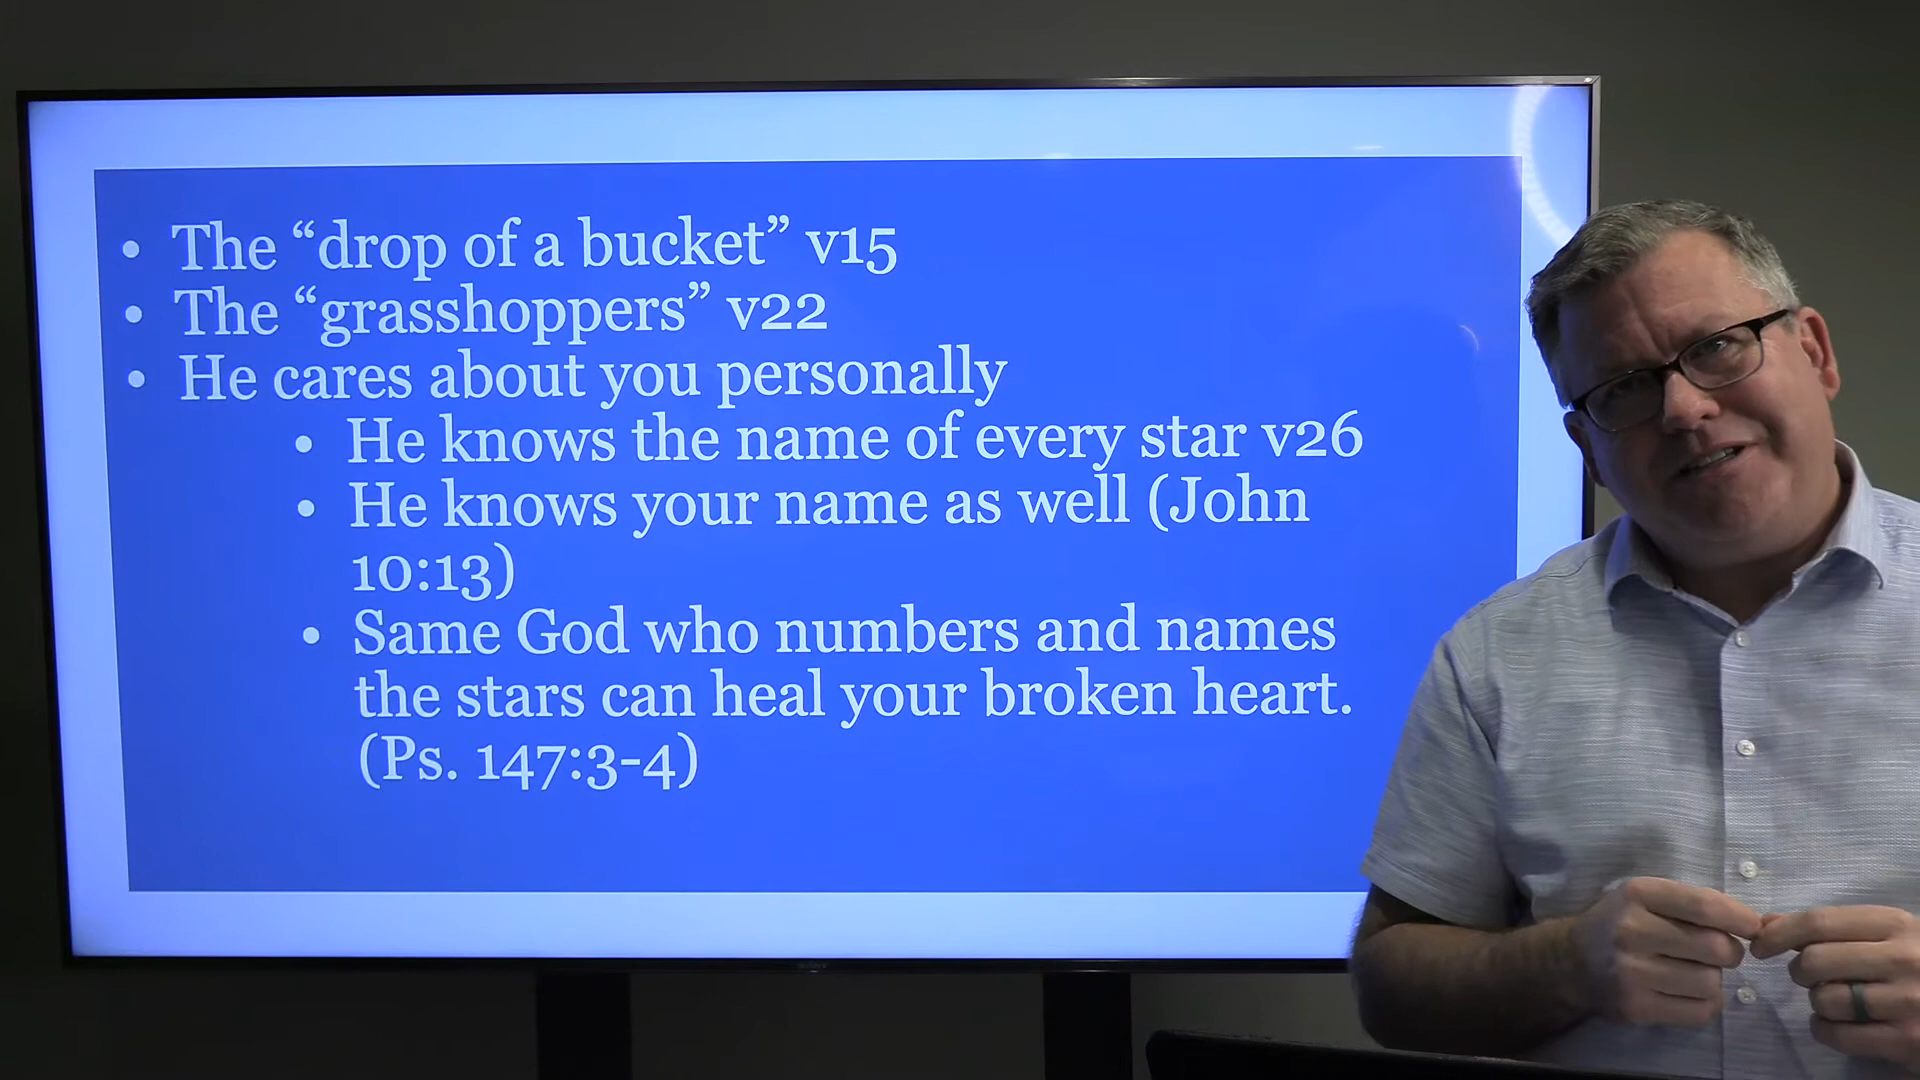 • The “drop of a bucket” v15
• The “grasshoppers” v22
• He cares about you personally
• He knows the name of every star v26
• He knows your name as well (John
10:13)
• Same God who numbers and names
the stars can heal your broken heart.
(Ps. 147:3-4)